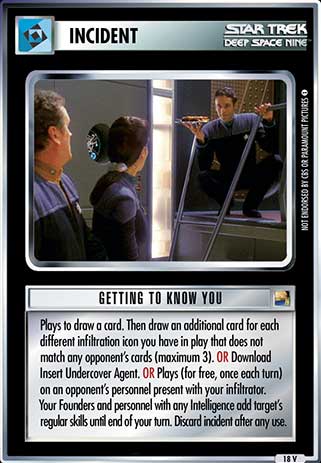 INCIDENT
STAR TREK
DEEP SPACE NINE
NOT ENDORSED BY CBS OR PARAMOUNT PICTURES
GETTING TO KNOW YOU
Plays to draw a card. Then draw an additional card for each
different infiltration icon you have in play that does not
match any opponent's cards (maximum 3). OR Download
Insert Undercover Agent. OR Plays (for free, once each turn)
on an opponent's personnel present with your infiltrator.
Your Founders and personnel with any Intelligence add target's
regular skills until end of turn. Discard incident after any use.
18 V